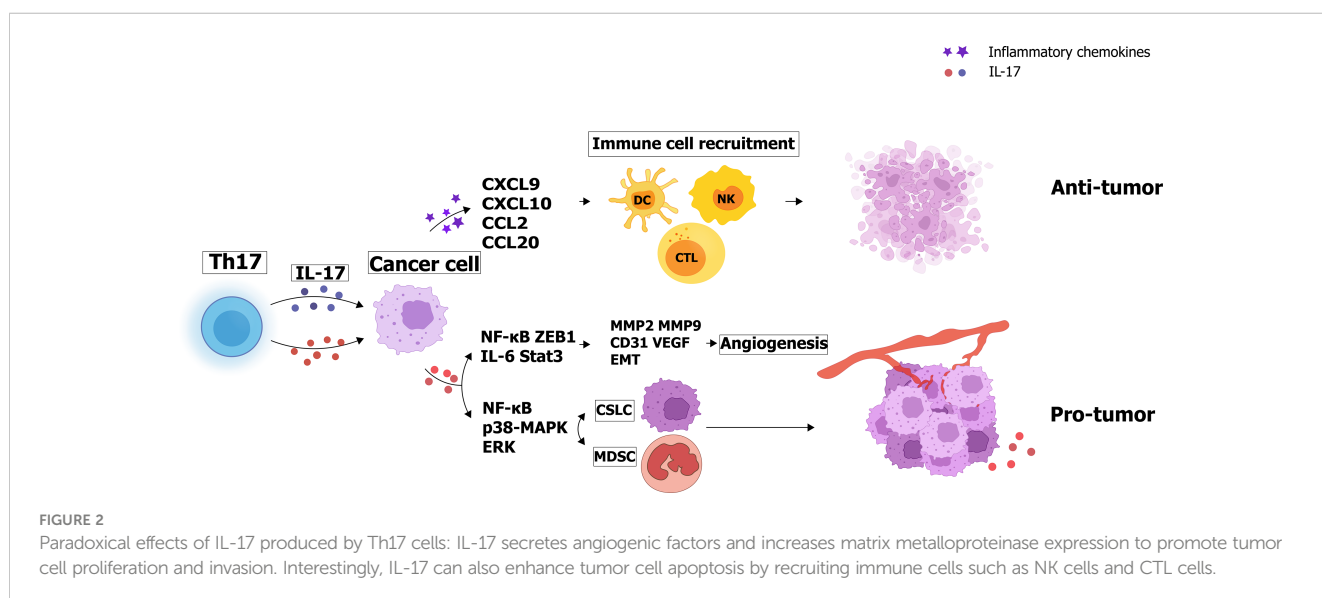 Inflammatory chemokines
IL-17
Immune cell recruitment
CXCL9
CXCL10
CCL2
CCL20
DC
NK
CTL
Anti-tumor
Th17
IL-17
Cancer cell
NF-κB ZEB1
IL-6 Stat3
MMP2 MMP9
CD31 VEGF
EMT
Angiogenesis
NF-κB
p38-MAPK
ERK
CSLC
MDSC
Pro-tumor
FIGURE 2
Paradoxical effects of IL-17 produced by Th17 cells: IL-17 secretes angiogenic factors and increases matrix metalloproteinase expression to promote tumor
cell proliferation and invasion. Interestingly, IL-17 can also enhance tumor cell apoptosis by recruiting immune cells such as NK cells and CTL cells.